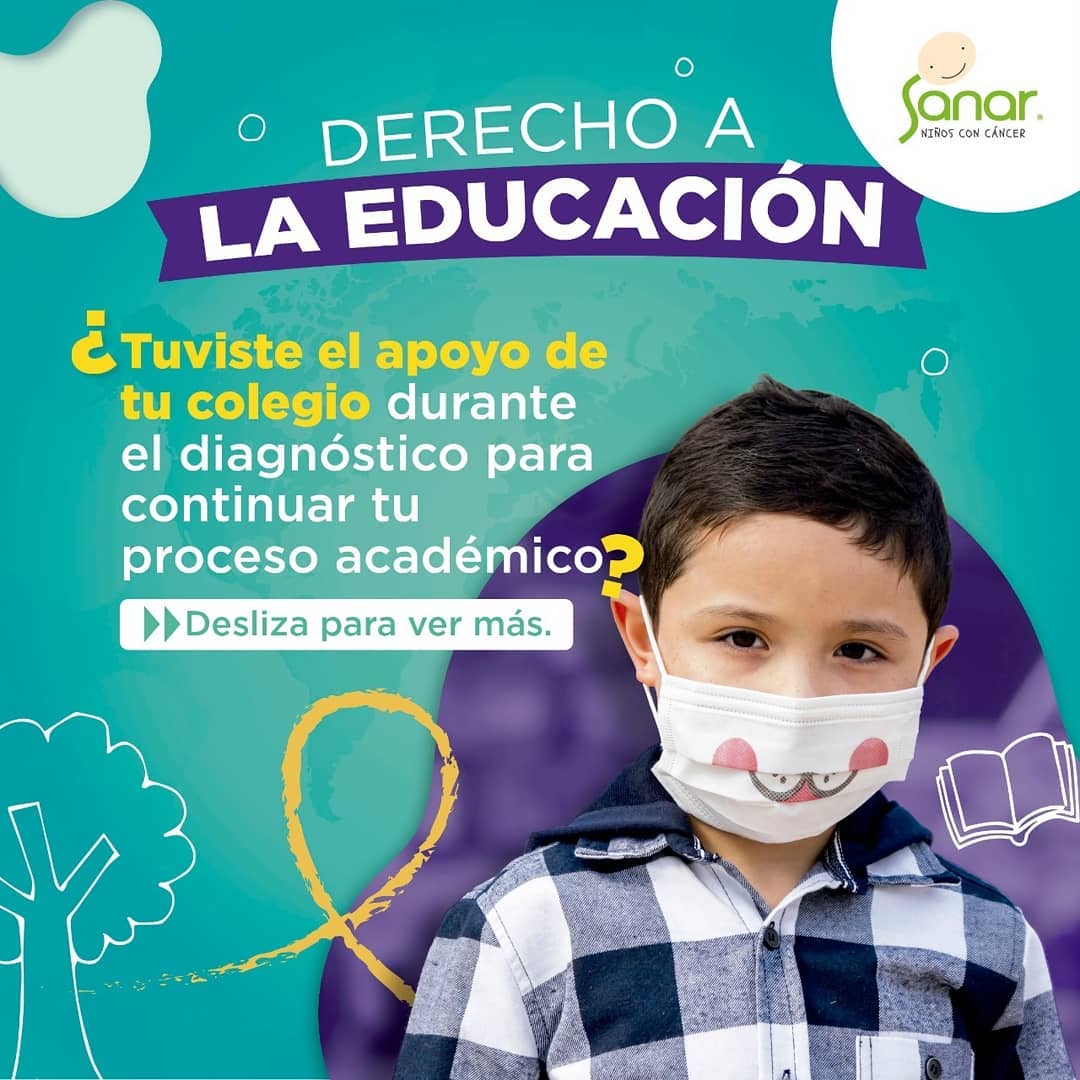 Sanar®
NIÑOS CON CÁNCER
DERECHO A
LA EDUCACIÓN
¿Tuviste el apoyo de
tu colegio durante
el diagnóstico para
continuar tu
proceso académico?
Desliza para ver más.